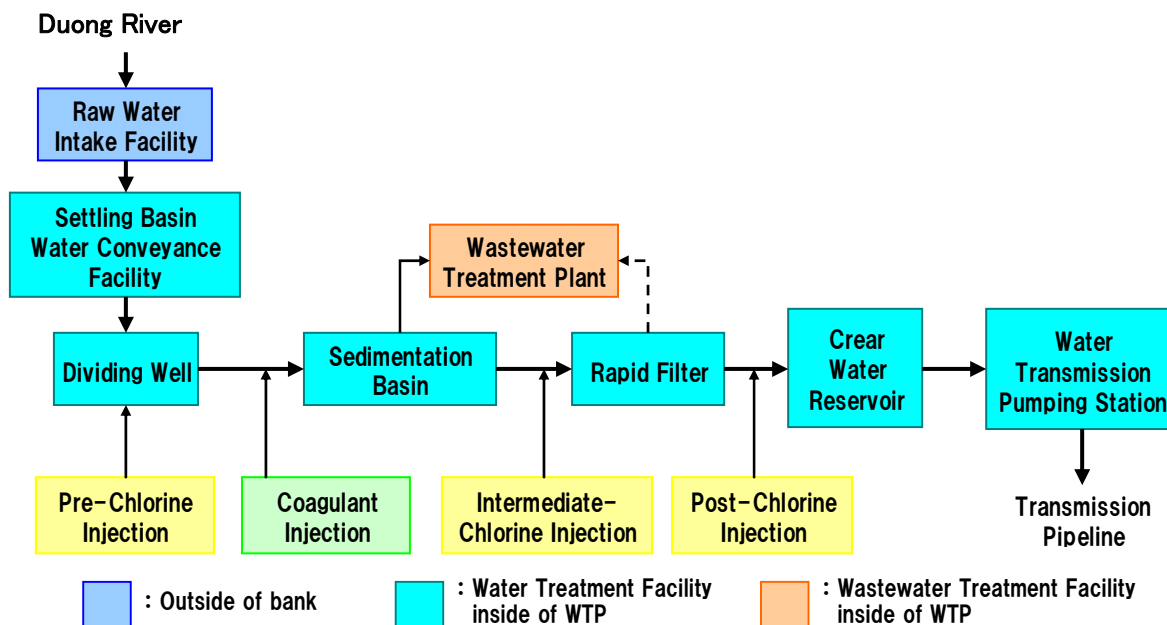 Duong River
Raw Water
Intake Facility
Settling Basin
Water Conveyance
Facility
Wastewater
Treatment Plant
Dividing Well
Sedimentation
Basin
Rapid Filter
Crear
Water
Reservoir
Water
Transmission
Pumping Station
Pre-Chlorine
Injection
Coagulant
Injection
Intermediate-
Chlorine Injection
Post-Chlorine
Injection
Transmission
Pipeline
: Outside of bank
: Water Treatment Facility
inside of WTP
: Wastewater Treatment Facility
inside of WTP